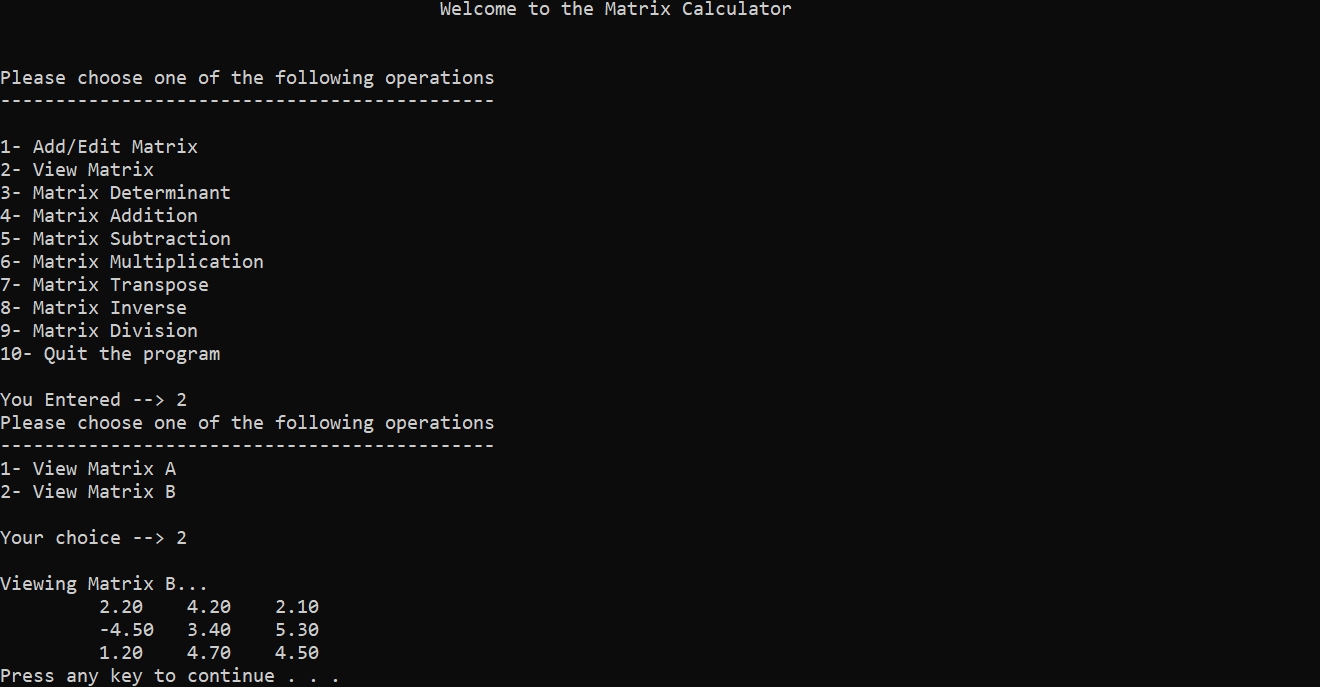 Welcome to the Matrix Calculator
Please choose one of the following operations
---------------------------------------------
1- Add/Edit Matrix
2- View Matrix
3- Matrix Determinant
4- Matrix Addition
5- Matrix Subtraction
6- Matrix Multiplication
7- Matrix Transpose
8- Matrix Inverse
9- Matrix Division
10- Quit the program
You Entered --> 2
Please choose one of the following operations
---------------------------------------------
1- View Matrix A
2- View Matrix B
Your choice --> 2
Viewing Matrix B...
2.20 4.20 2.10
-4.50 3.40 5.30
1.20 4.70 4.50
Press any key to continue . . .